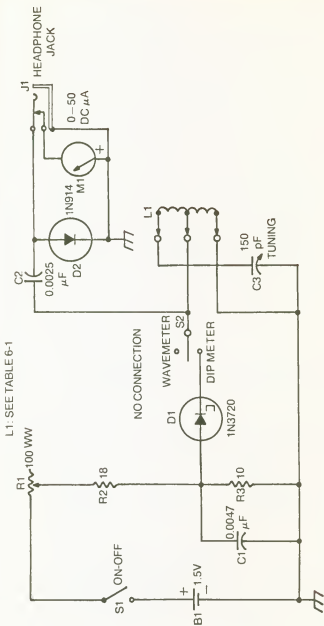 L1: SEE TABLE 6-1
R1
100 WW
S1
ON-OFF
B1
+
−
1.5V
R2
18
C1
0.0047
µF
R3
10
D1
1N3720
NO CONNECTION
WAVEMETER
S2
DIP METER
C2
0.0025
µF
1N914
D2
M1
+
0–50
DC µA
J1
HEADPHONE
JACK
L1
150
pF
TUNING
C3